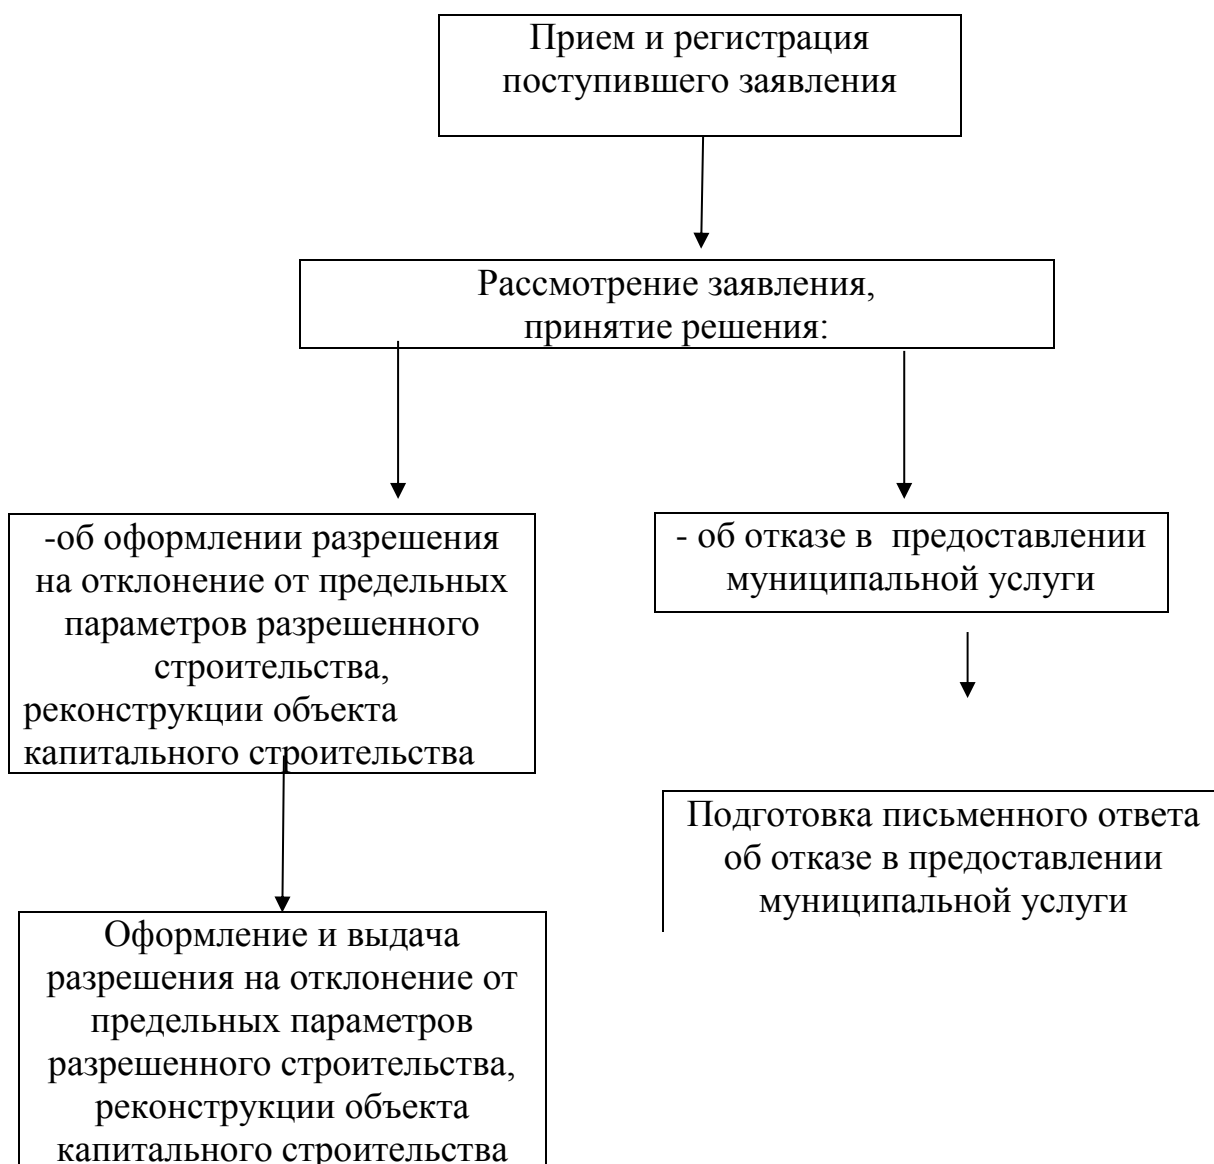 Прием и регистрация
поступившего заявления
Рассмотрение заявления,
принятие решения:
-об оформлении разрешения
на отклонение от предельных
параметров разрешенного
строительства,
реконструкции объекта
капитального строительства
- об отказе в  предоставлении
муниципальной услуги
Подготовка письменного ответа
об отказе в предоставлении
муниципальной услуги
Оформление и выдача
разрешения на отклонение от
предельных параметров
разрешенного строительства,
реконструкции объекта
капитального строительства